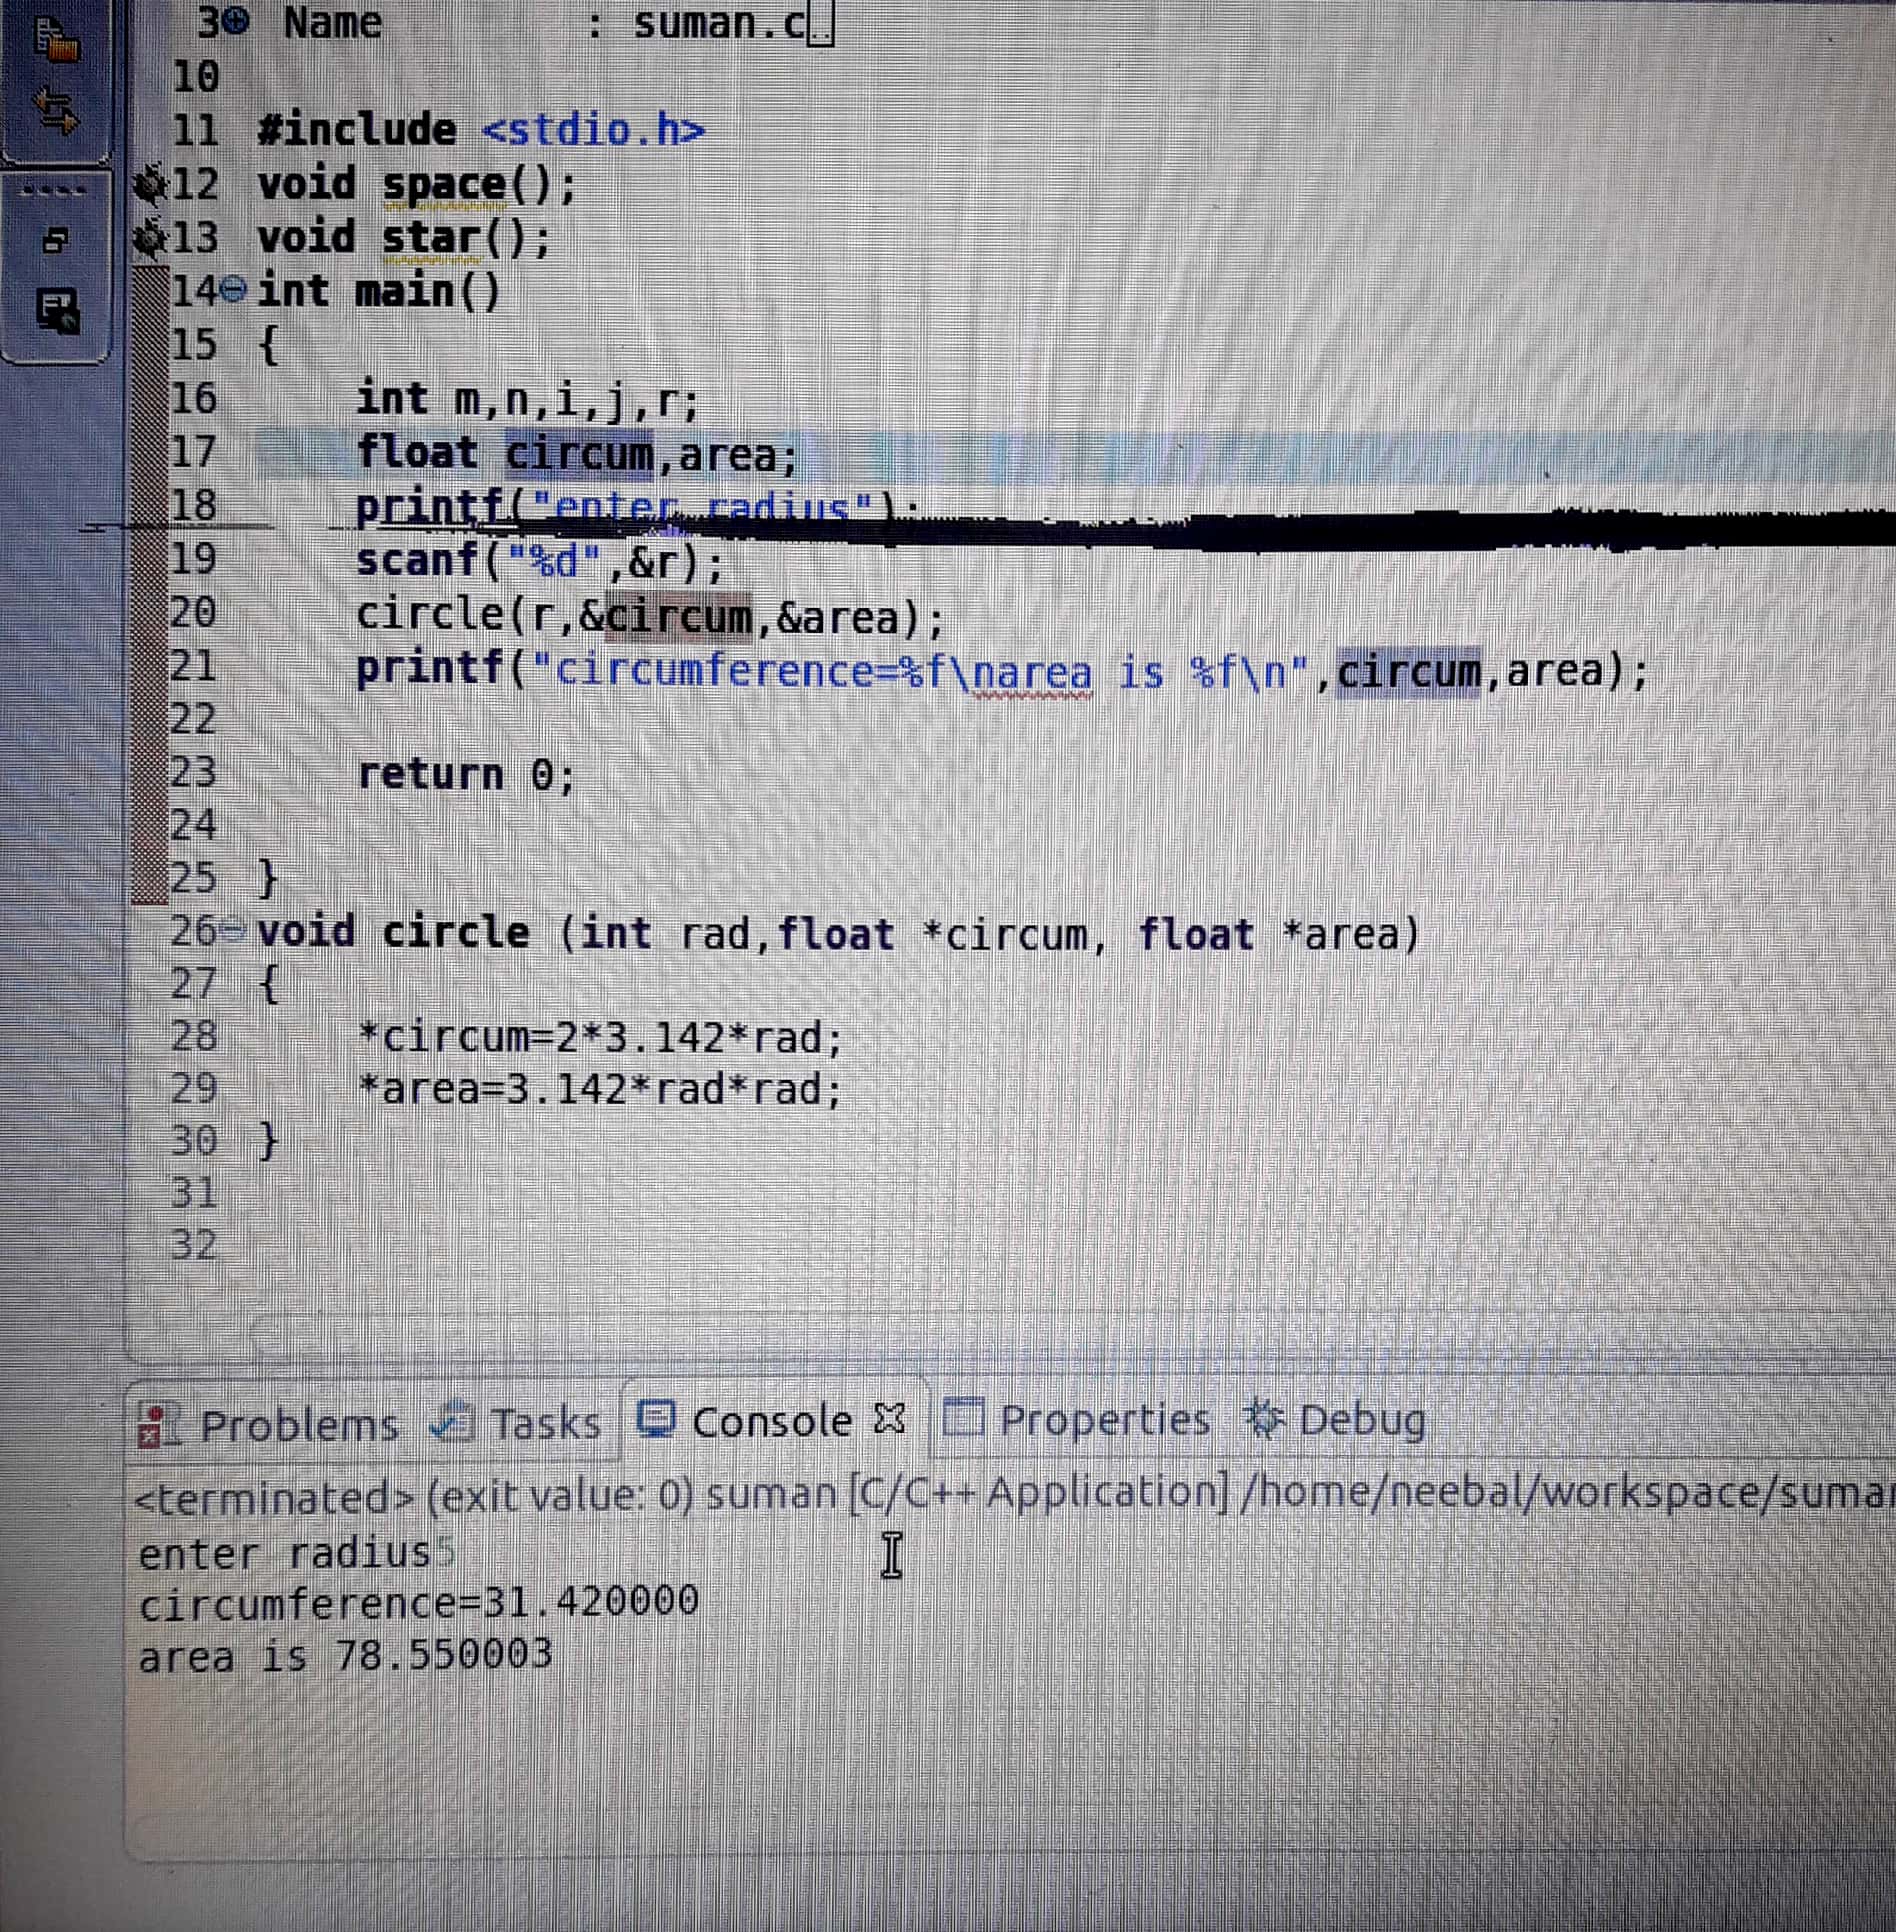 3 Name : suman.c..
10
11 #include <stdio.h>
12 void space();
13 void star();
14 int main()
15 {
16 int m,n,i,j,r;
17 float circum,area;
18 printf("enter radius");
19 scanf("%d",&r);
20 circle(r,&circum,&area);
21 printf("circumference=%f\narea is %f\n",circum,area);
22
23 return 0;
24
25 }
26 void circle (int rad,float *circum, float *area)
27 {
28 *circum=2*3.142*rad;
29 *area=3.142*rad*rad;
30 }
31
32
Problems Tasks Console Properties Debug
<terminated> (exit value: 0) suman [C/C++ Application] /home/neebal/workspace/suman
enter radius5
circumference=31.420000
area is 78.550003